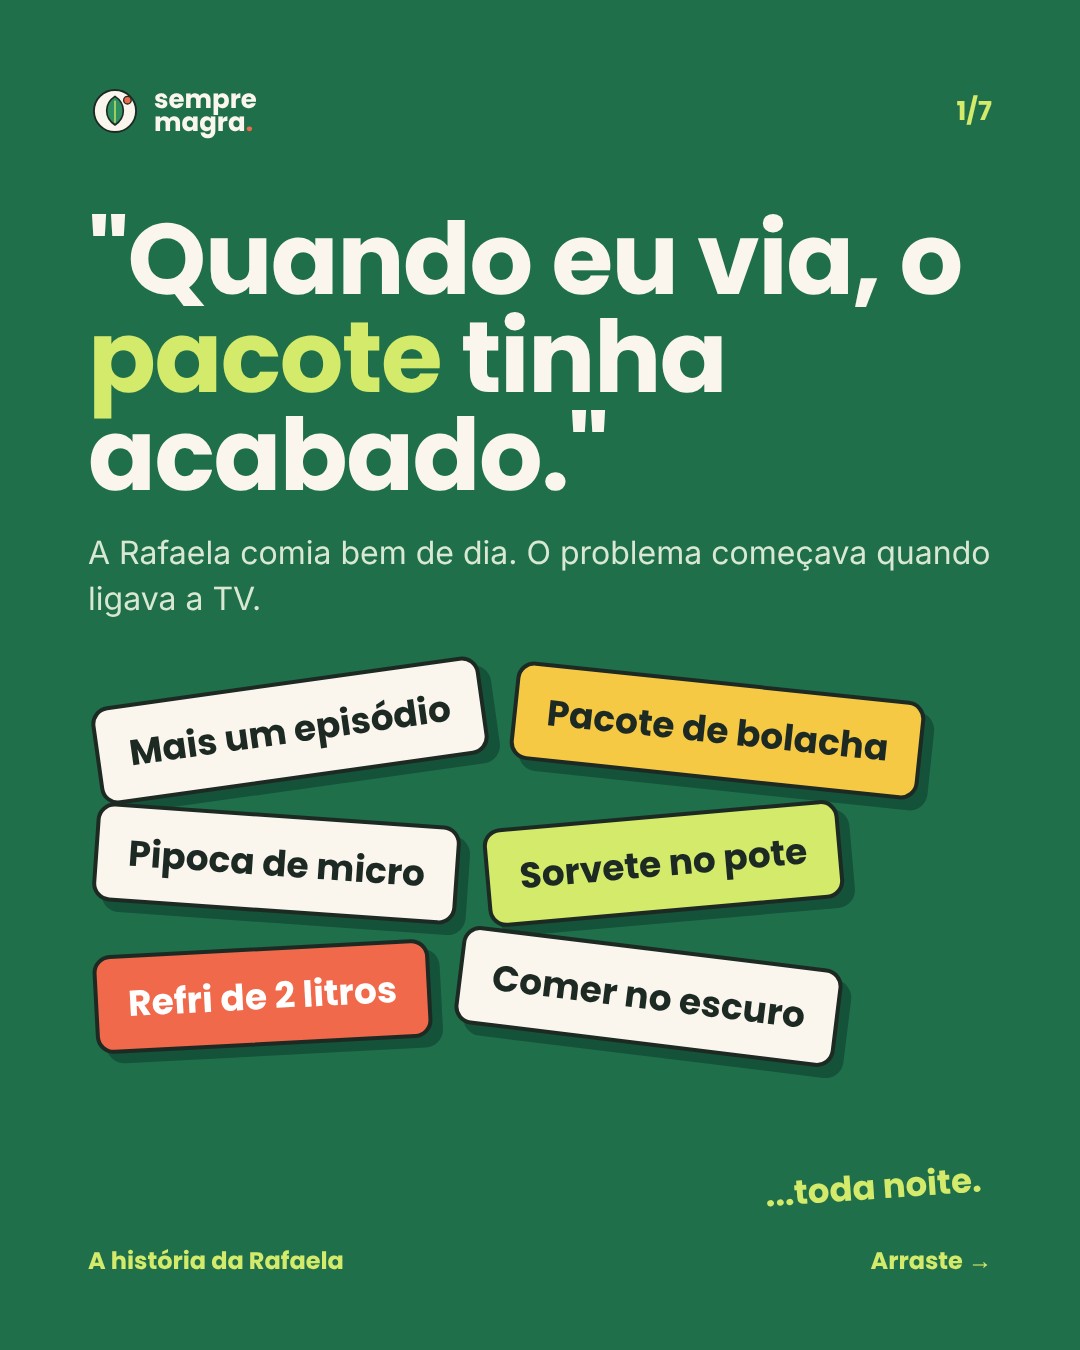 sempre
magra.
1/7
"Quando eu via, o
pacote tinha
acabado."
A Rafaela comia bem de dia. O problema começava quando
ligava a TV.
Mais um episódio
Pacote de bolacha
Pipoca de micro
Sorvete no pote
Refri de 2 litros
Comer no escuro
...toda noite.
A história da Rafaela
Arraste →